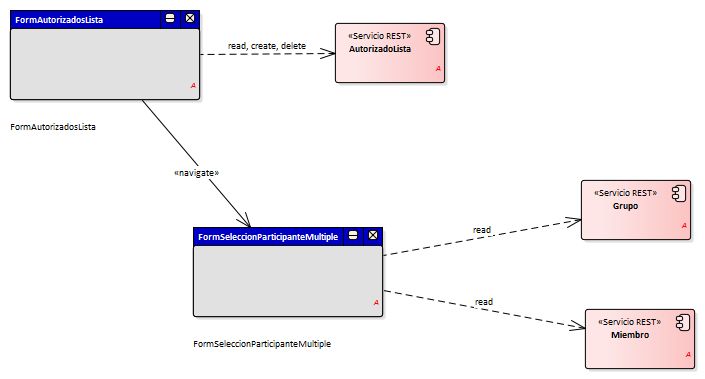 FormAutorizadosLista
A
FormAutorizadosLista
read, create, delete
«Servicio REST»
AutorizadoLista
A
«navigate»
FormSeleccionParticipanteMultiple
A
FormSeleccionParticipanteMultiple
read
«Servicio REST»
Grupo
A
read
«Servicio REST»
Miembro
A